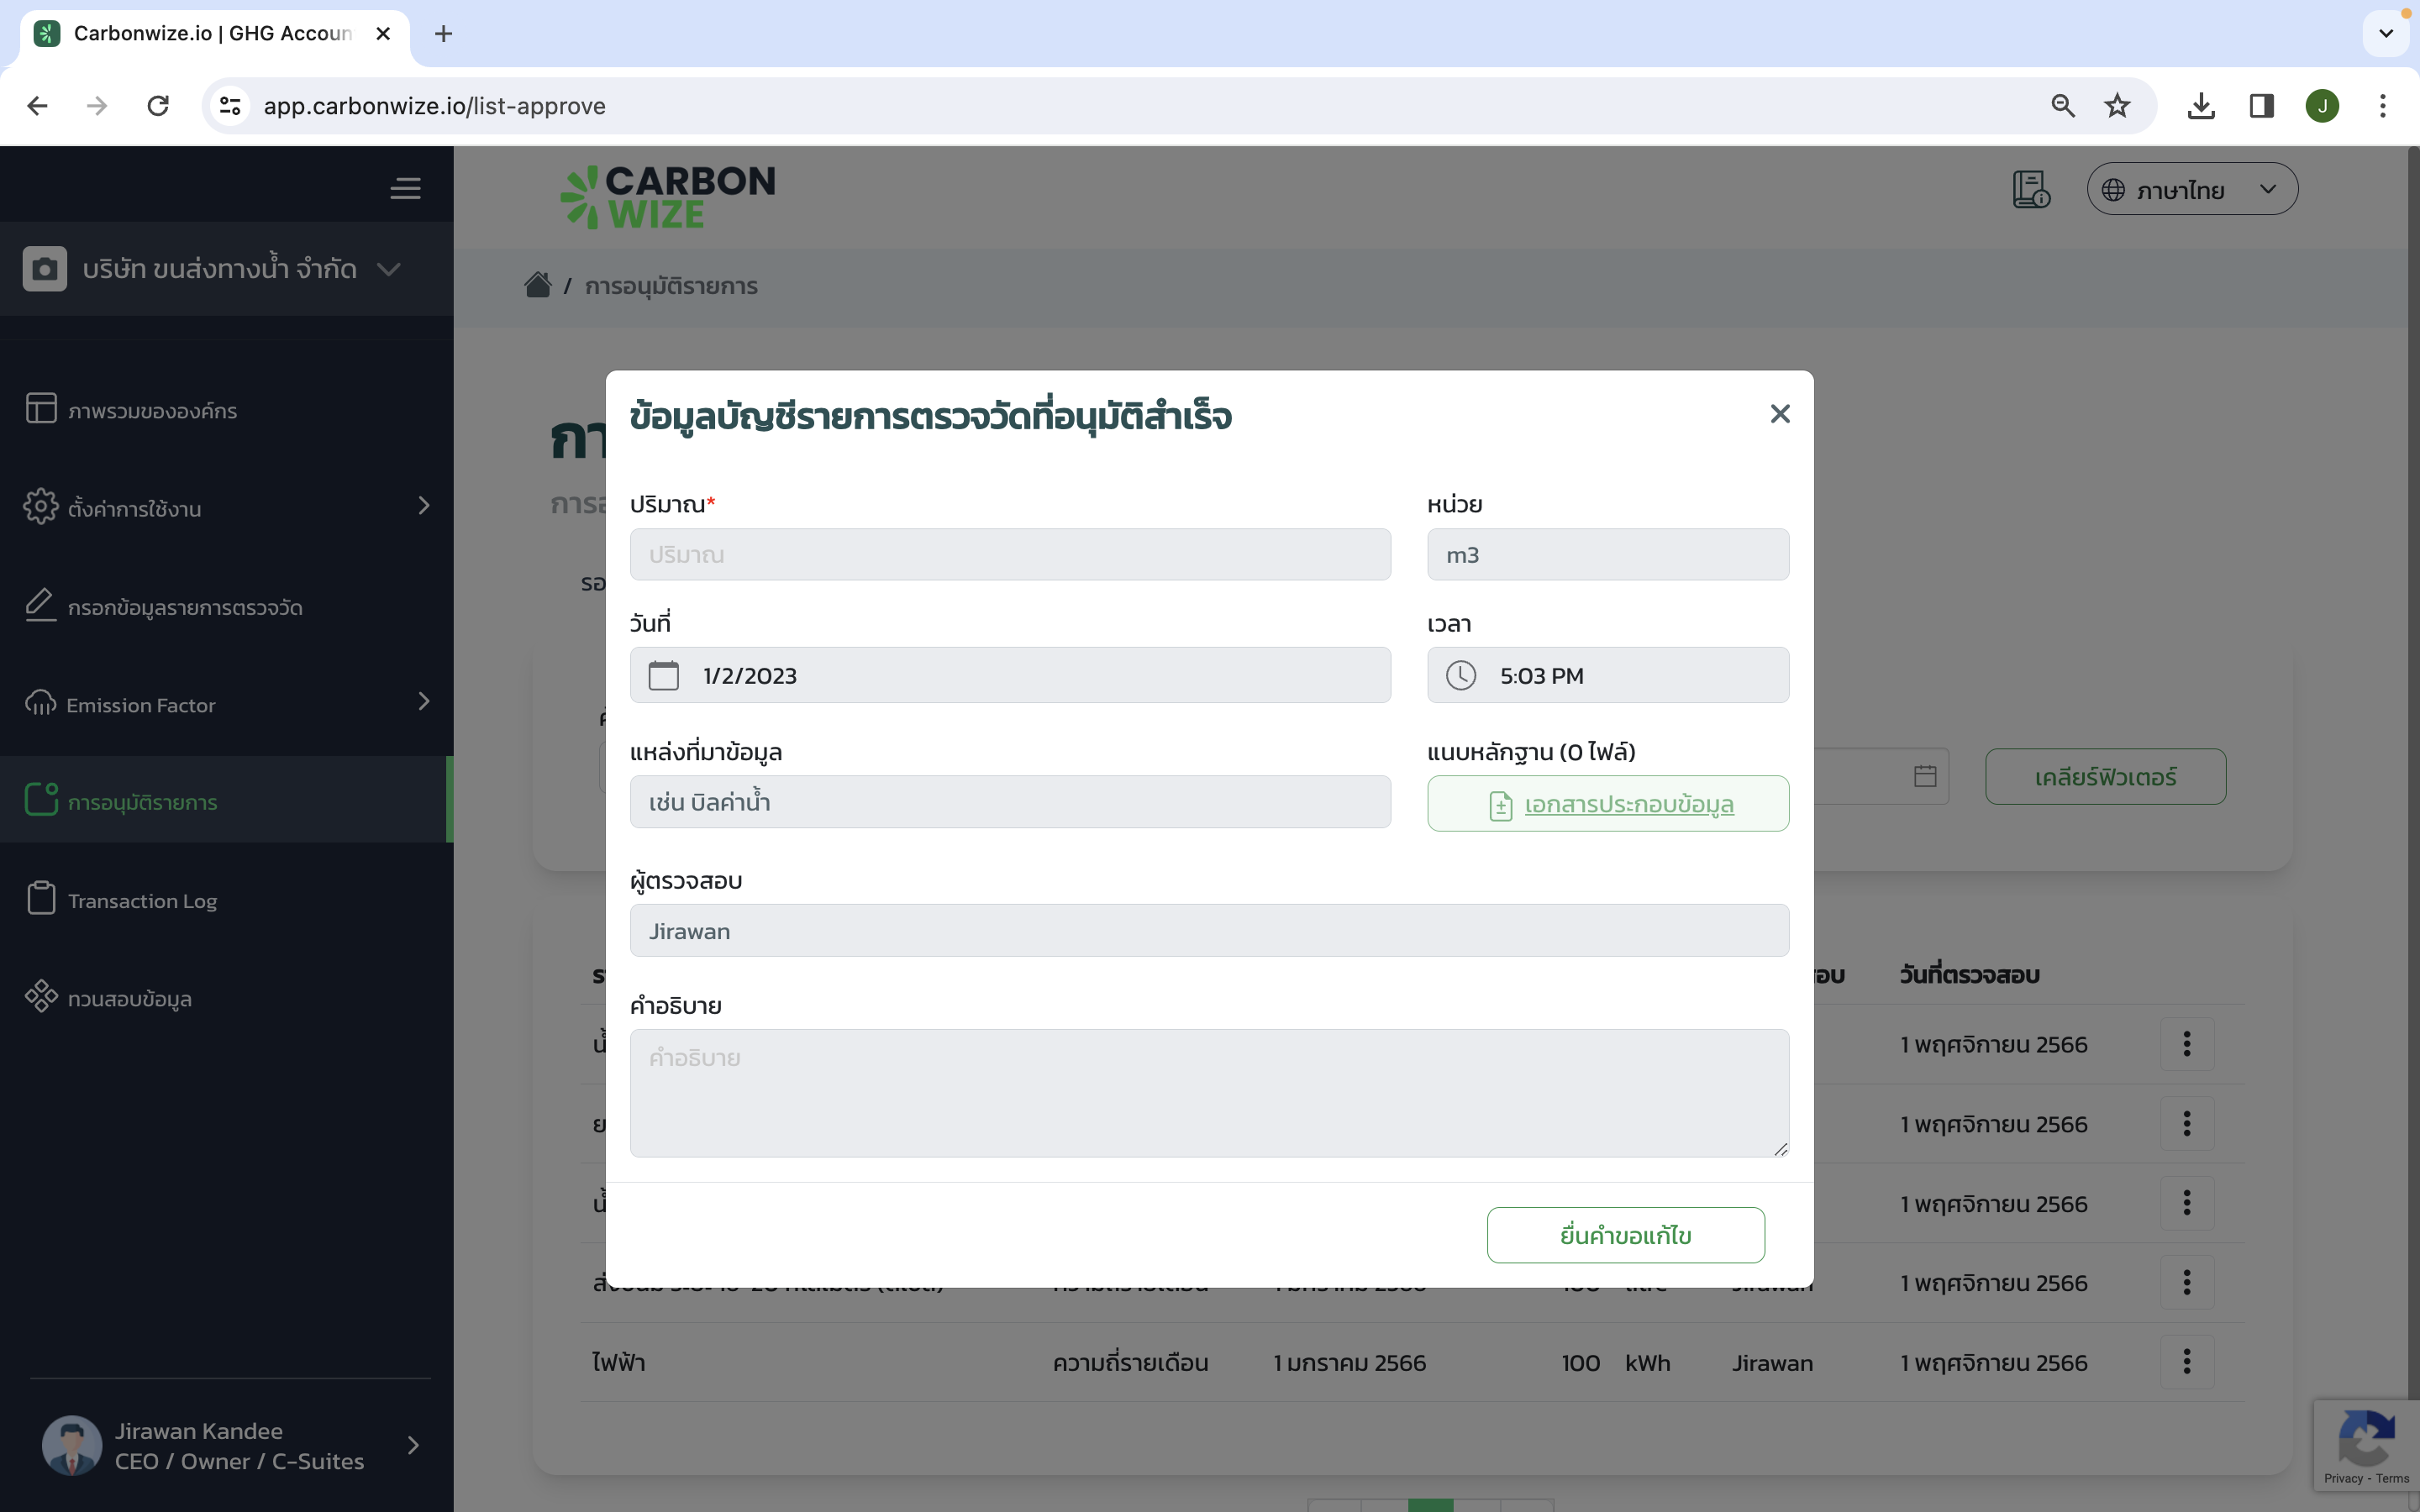 Carbonwize.io | GHG Accoun
app.carbonwize.io/list-approve
CARBON
WIZE
ภาษาไทย
บริษัท ขนส่งทางน้ำ จำกัด
/ การอนุมัติรายการ
ภาพรวมขององค์กร
ตั้งค่าการใช้งาน
กรอกข้อมูลรายการตรวจวัด
Emission Factor
การอนุมัติรายการ
Transaction Log
ทวนสอบข้อมูล
Jirawan Kandee
CEO / Owner / C-Suites
ข้อมูลบัญชีรายการตรวจวัดที่อนุมัติสำเร็จ
ปริมาณ*
หน่วย
ปริมาณ
m3
วันที่
เวลา
1/2/2023
5:03 PM
แหล่งที่มาข้อมูล
แนบหลักฐาน (0 ไฟล์)
เช่น บิลค่าน้ำ
เอกสารประกอบข้อมูล
เคลียร์ฟิวเตอร์
ผู้ตรวจสอบ
Jirawan
คำอธิบาย
คำอธิบาย
ยื่นคำขอแก้ไข
วันที่ตรวจสอบ
1 พฤศจิกายน 2566
1 พฤศจิกายน 2566
1 พฤศจิกายน 2566
1 พฤศจิกายน 2566
ไฟฟ้า ความถี่รายเดือน 1 มกราคม 2566 100 kWh Jirawan 1 พฤศจิกายน 2566
Privacy - Terms
J